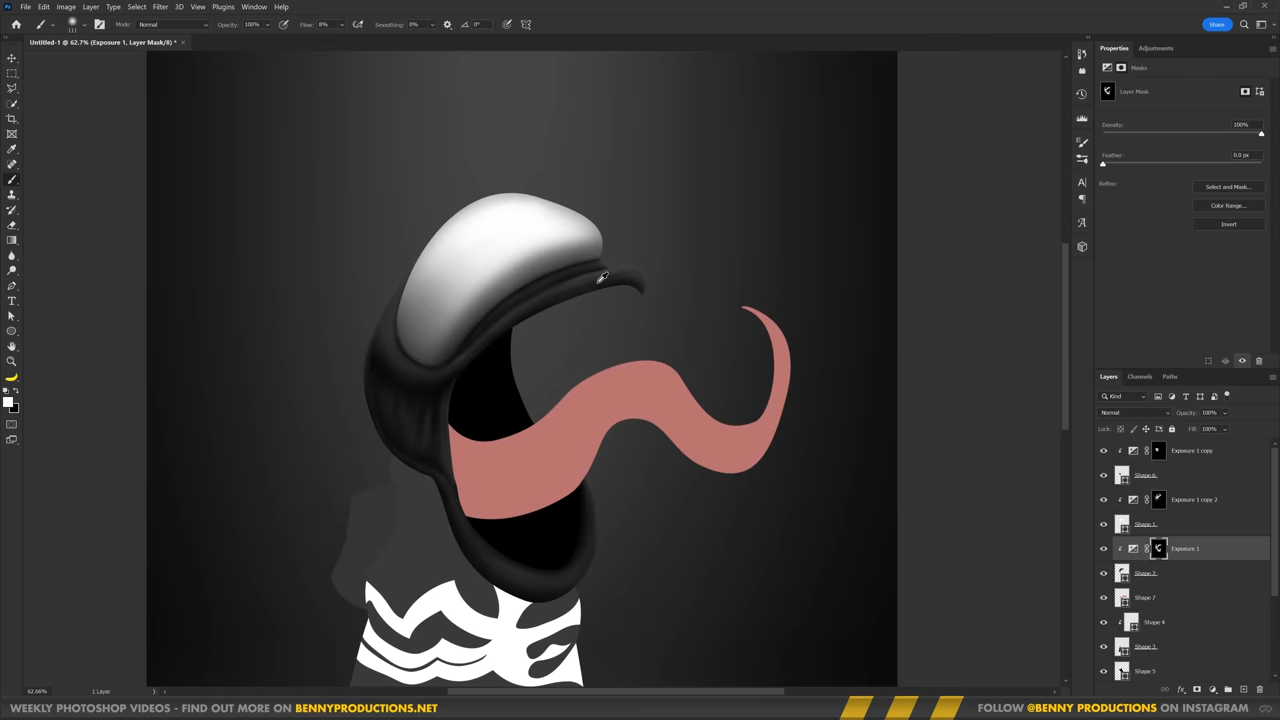 File Edit Image Layer Type Select Filter 3D View Plugins Window Help
111 Mode: Normal Opacity: 100% Flow: 8% Smoothing: 0% 0° Share
Untitled-1 @ 62.7% (Exposure 1, Layer Mask/8) *
Properties Adjustments
Masks
Layer Mask
Density: 100%
Feather: 0.0 px
Refine: Select and Mask...
Color Range...
Invert
Layers Channels Paths
Kind
Normal Opacity: 100%
Lock: Fill: 100%
Exposure 1 copy
Shape 6
Exposure 1 copy 2
Shape 1
Exposure 1
Shape 2
Shape 7
Shape 4
Shape 3
Shape 5
62.66% 1 Layer
WEEKLY PHOTOSHOP VIDEOS - FIND OUT MORE ON BENNYPRODUCTIONS.NET
FOLLOW @BENNY PRODUCTIONS ON INSTAGRAM